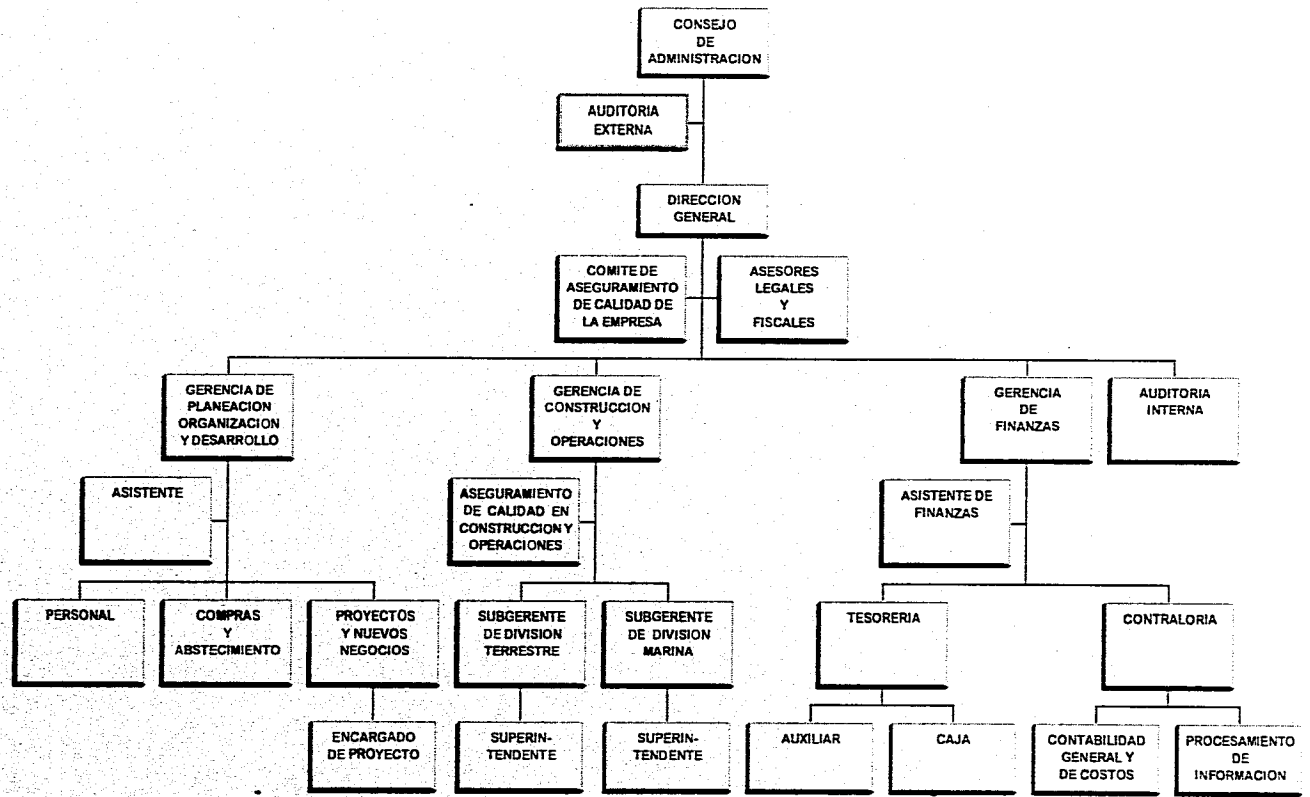 CONSEJO
DE
ADMINISTRACION
AUDITORIA
EXTERNA
DIRECCION
GENERAL
COMITE DE
ASEGURAMIENTO
DE CALIDAD DE
LA EMPRESA
ASESORES
LEGALES
Y
FISCALES
GERENCIA DE
PLANEACION
ORGANIZACION
Y DESARROLLO
GERENCIA DE
CONSTRUCCION
Y
OPERACIONES
GERENCIA
DE
FINANZAS
AUDITORIA
INTERNA
ASISTENTE
ASEGURAMIENTO
DE CALIDAD EN
CONSTRUCCION Y
OPERACIONES
ASISTENTE DE
FINANZAS
PERSONAL
COMPRAS
Y
ABSTECIMIENTO
PROYECTOS
Y NUEVOS
NEGOCIOS
SUBGERENTE
DE DIVISION
TERRESTRE
SUBGERENTE
DE DIVISION
MARINA
TESORERIA
CONTRALORIA
ENCARGADO
DE PROYECTO
SUPERIN-
TENDENTE
SUPERIN-
TENDENTE
AUXILIAR
CAJA
CONTABILIDAD
GENERAL Y
DE COSTOS
PROCESAMIENTO
DE
INFORMACION